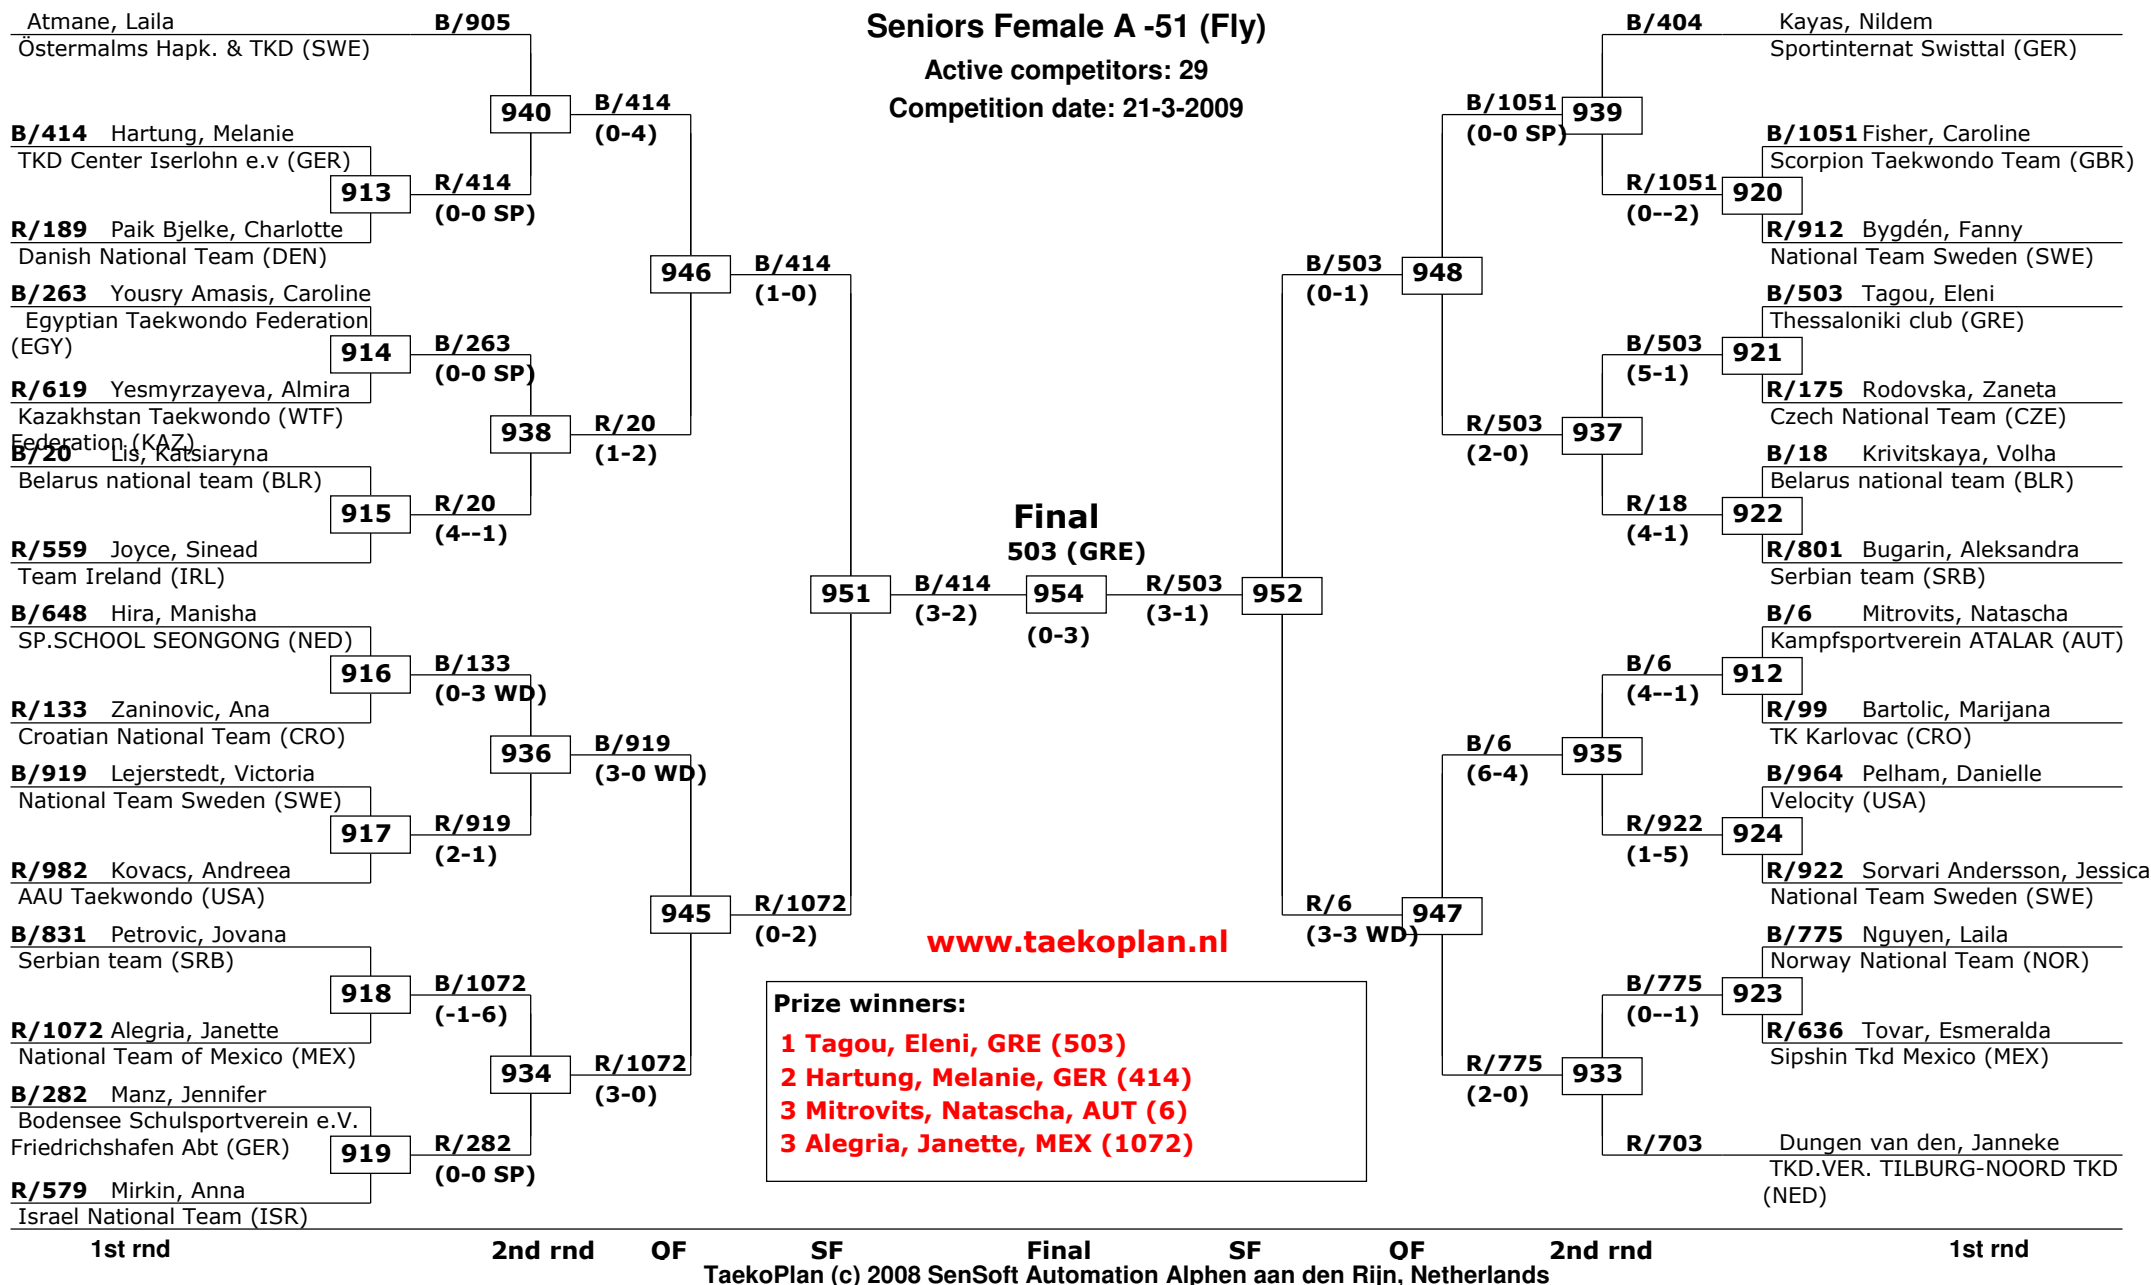 Seniors Female A -51 (Fly)
Active competitors: 29
Competition date: 21-3-2009
Atmane, Laila
Östermalms Hapk. & TKD (SWE)
B/905
B/414 Hartung, Melanie
TKD Center Iserlohn e.v (GER)
913
R/414
(0-0 SP)
R/189 Paik Bjelke, Charlotte
Danish National Team (DEN)
940
B/414
(0-4)
B/263 Yousry Amasis, Caroline
Egyptian Taekwondo Federation
(EGY)
914
B/263
(0-0 SP)
R/619 Yesmyrzayeva, Almira
Kazakhstan Taekwondo (WTF)
Federation (KAZ)
938
R/20
(1-2)
B/20 Lis, Katsiaryna
Belarus national team (BLR)
915
R/20
(4--1)
R/559 Joyce, Sinead
Team Ireland (IRL)
946
B/414
(1-0)
B/648 Hira, Manisha
SP.SCHOOL SEONGONG (NED)
916
B/133
(0-3 WD)
R/133 Zaninovic, Ana
Croatian National Team (CRO)
936
B/919
(3-0 WD)
B/919 Lejerstedt, Victoria
National Team Sweden (SWE)
917
R/919
(2-1)
R/982 Kovacs, Andreea
AAU Taekwondo (USA)
945
R/1072
(0-2)
B/831 Petrovic, Jovana
Serbian team (SRB)
918
B/1072
(-1-6)
R/1072 Alegria, Janette
National Team of Mexico (MEX)
934
R/1072
(3-0)
B/282 Manz, Jennifer
Bodensee Schulsportverein e.V.
Friedrichshafen Abt (GER)
919
R/282
(0-0 SP)
R/579 Mirkin, Anna
Israel National Team (ISR)
951
B/414
(3-2)
Final
503 (GRE)
954
(0-3)
R/503
(3-1)
952
B/404
Kayas, Nildem
Sportinternat Swisttal (GER)
B/1051
(0-0 SP)
939
B/1051 Fisher, Caroline
Scorpion Taekwondo Team (GBR)
R/1051
(0--2)
920
R/912 Bygdén, Fanny
National Team Sweden (SWE)
B/503
(0-1)
948
B/503 Tagou, Eleni
Thessaloniki club (GRE)
B/503
(5-1)
921
R/175 Rodovska, Zaneta
Czech National Team (CZE)
R/503
(2-0)
937
B/18 Krivitskaya, Volha
Belarus national team (BLR)
R/18
(4-1)
922
R/801 Bugarin, Aleksandra
Serbian team (SRB)
B/6 Mitrovits, Natascha
Kampfsportverein ATALAR (AUT)
B/6
(4--1)
912
R/99 Bartolic, Marijana
TK Karlovac (CRO)
B/6
(6-4)
935
B/964 Pelham, Danielle
Velocity (USA)
R/922
(1-5)
924
R/922 Sorvari Andersson, Jessica
National Team Sweden (SWE)
R/6
(3-3 WD)
947
B/775 Nguyen, Laila
Norway National Team (NOR)
B/775
(0--1)
923
R/636 Tovar, Esmeralda
Sipshin Tkd Mexico (MEX)
R/775
(2-0)
933
R/703
Dungen van den, Janneke
TKD.VER. TILBURG-NOORD TKD
(NED)
www.taekoplan.nl
Prize winners:
1 Tagou, Eleni, GRE (503)
2 Hartung, Melanie, GER (414)
3 Mitrovits, Natascha, AUT (6)
3 Alegria, Janette, MEX (1072)
1st rnd 2nd rnd QF SF Final SF QF 2nd rnd 1st rnd
TaekoPlan (c) 2008 SenSoft Automation Alphen aan den Rijn, Netherlands